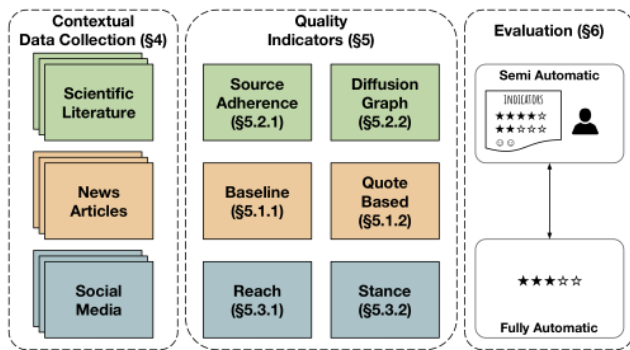 Contextual
Data Collection (§4)
Scientific
Literature
News
Articles
Social
Media
Quality
Indicators (§5)
Source
Adherence
(§5.2.1)
Diffusion
Graph
(§5.2.2)
Baseline
(§5.1.1)
Quote
Based
(§5.1.2)
Reach
(§5.3.1)
Stance
(§5.3.2)
Evaluation (§6)
Semi Automatic
INDICATORS
★★★★☆
★★☆☆☆
☺☺
★★★☆☆
Fully Automatic